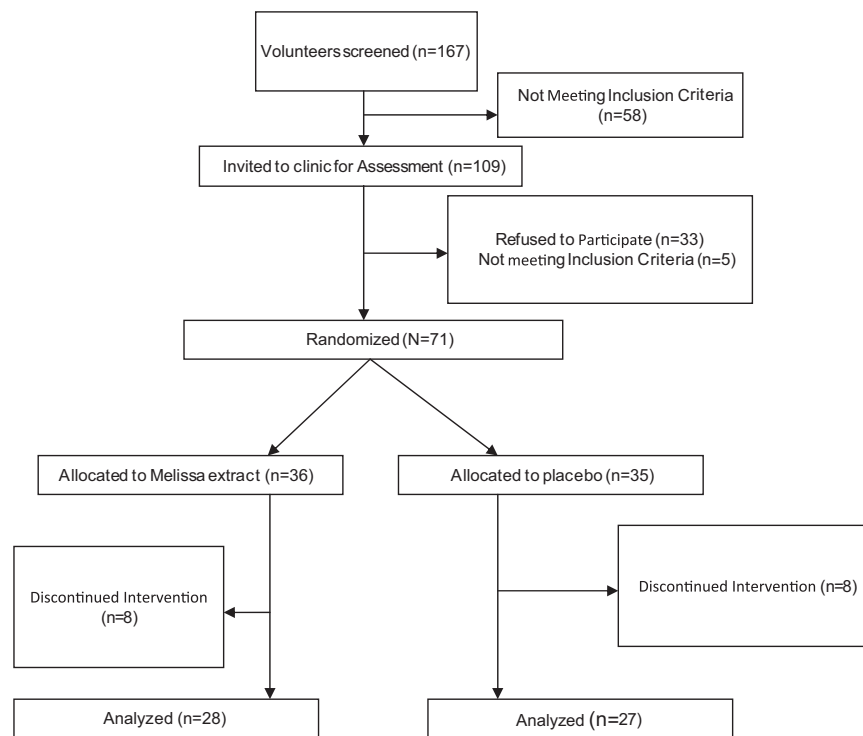 Volunteers screened (n=167)
Not Meeting Inclusion Criteria
(n=58)
Invited to clinic for Assessment (n=109)
Refused to Participate (n=33)
Not meeting Inclusion Criteria (n=5)
Randomized (N=71)
Allocated to Melissa extract (n=36)
Allocated to placebo (n=35)
Discontinued Intervention
(n=8)
Discontinued Intervention (n=8)
Analyzed (n=28)
Analyzed (n=27)